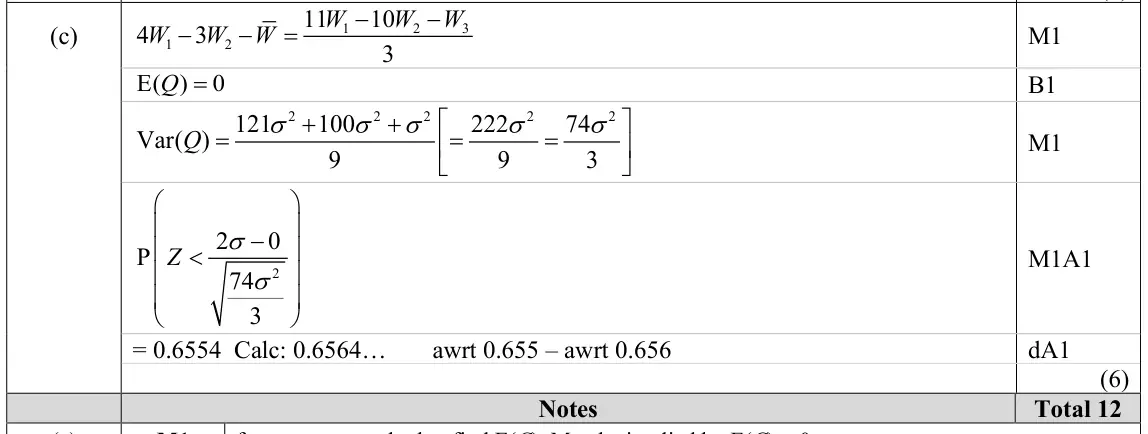 (c) 4W₁ − 3W₂ − W̅ = (11W₁ − 10W₂ − W₃)/3 M1
E(Q) = 0 B1
Var(Q) = (121σ² + 100σ² + σ²)/9 [= 222σ²/9 = 74σ²/3] M1
P(Z < (2σ − 0)/√(74σ²/3)) M1A1
= 0.6554 Calc: 0.6564… awrt 0.655 – awrt 0.656 dA1
(6)
Notes Total 12